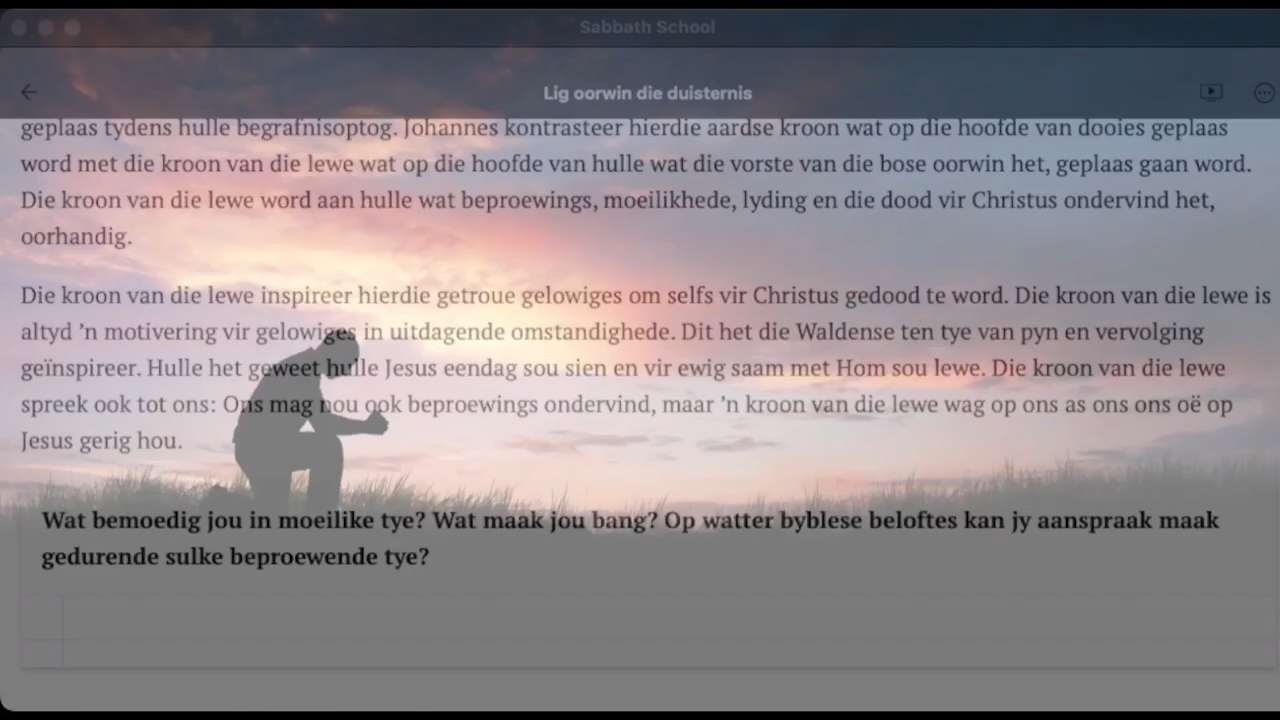 Sabbath School
Lig oorwin die duisternis
geplaas tydens hulle begrafnisoptog. Johannes kontrasteer hierdie aardse kroon wat op die hoofde van dooies geplaas
word met die kroon van die lewe wat op die hoofde van hulle wat die vorste van die bose oorwin het, geplaas gaan word.
Die kroon van die lewe word aan hulle wat beproewings, moeilikhede, lyding en die dood vir Christus ondervind het,
oorhandig.
Die kroon van die lewe inspireer hierdie getroue gelowiges om selfs vir Christus gedood te word. Die kroon van die lewe is
altyd ’n motivering vir gelowiges in uitdagende omstandighede. Dit het die Waldense ten tye van pyn en vervolging
geïnspireer. Hulle het geweet hulle Jesus eendag sou sien en vir ewig saam met Hom sou lewe. Die kroon van die lewe
spreek ook tot ons: Ons mag nou ook beproewings ondervind, maar ’n kroon van die lewe wag op ons as ons ons oë op
Jesus gerig hou.
Wat bemoedig jou in moeilike tye? Wat maak jou bang? Op watter byblese beloftes kan jy aanspraak maak
gedurende sulke beproewende tye?